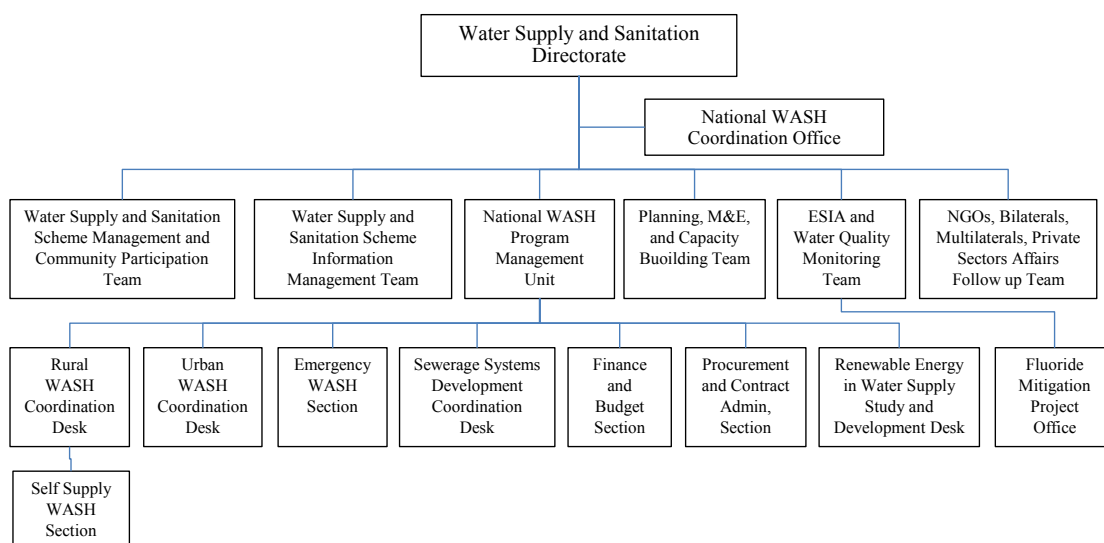 Water Supply and Sanitation
Directorate
National WASH
Coordination Office
Water Supply and Sanitation
Scheme Management and
Community Participation
Team
Water Supply and
Sanitation Scheme
Information
Management Team
National WASH
Program
Management
Unit
Planning, M&E,
and Capacity
Buoilding Team
ESIA and
Water Quality
Monitoring
Team
NGOs, Bilaterals,
Multilaterals, Private
Sectors Affairs
Follow up Team
Rural
WASH
Coordination
Desk
Urban
WASH
Coordination
Desk
Emergency
WASH
Section
Sewerage Systems
Development
Coordination
Desk
Finance
and
Budget
Section
Procurement
and Contract
Admin,
Section
Renewable Energy
in Water Supply
Study and
Development Desk
Fluoride
Mitigation
Project
Office
Self Supply
WASH
Section